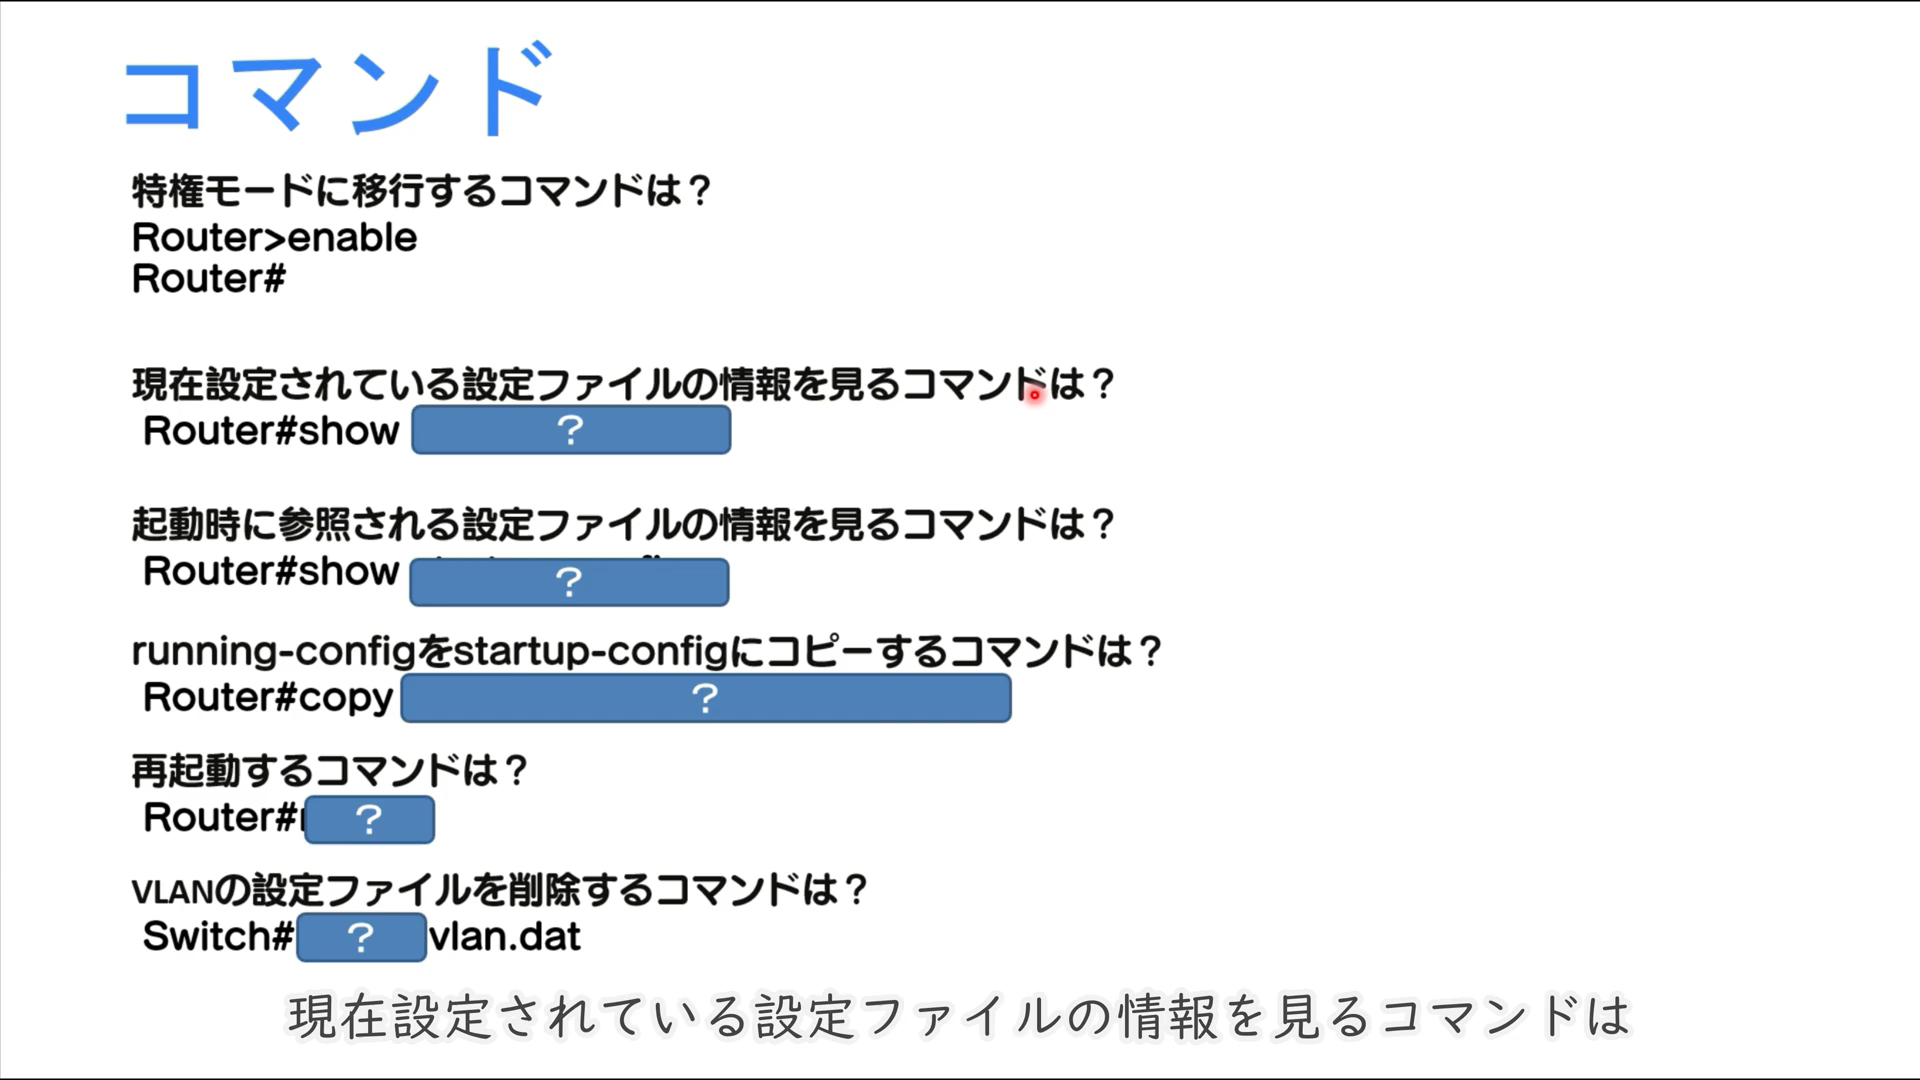 コマンド
特権モードに移行するコマンドは？
Router>enable
Router#
現在設定されている設定ファイルの情報を見るコマンドは？
Router#show ？
起動時に参照される設定ファイルの情報を見るコマンドは？
Router#show ？
running-configをstartup-configにコピーするコマンドは？
Router#copy ？
再起動するコマンドは？
Router# ？
VLANの設定ファイルを削除するコマンドは？
Switch# ？ vlan.dat
現在設定されている設定ファイルの情報を見るコマンドは